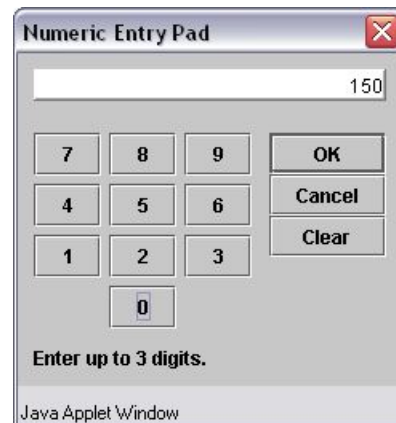 Numeric Entry Pad
150
7 8 9 OK
4 5 6 Cancel
1 2 3 Clear
0
Enter up to 3 digits.
Java Applet Window